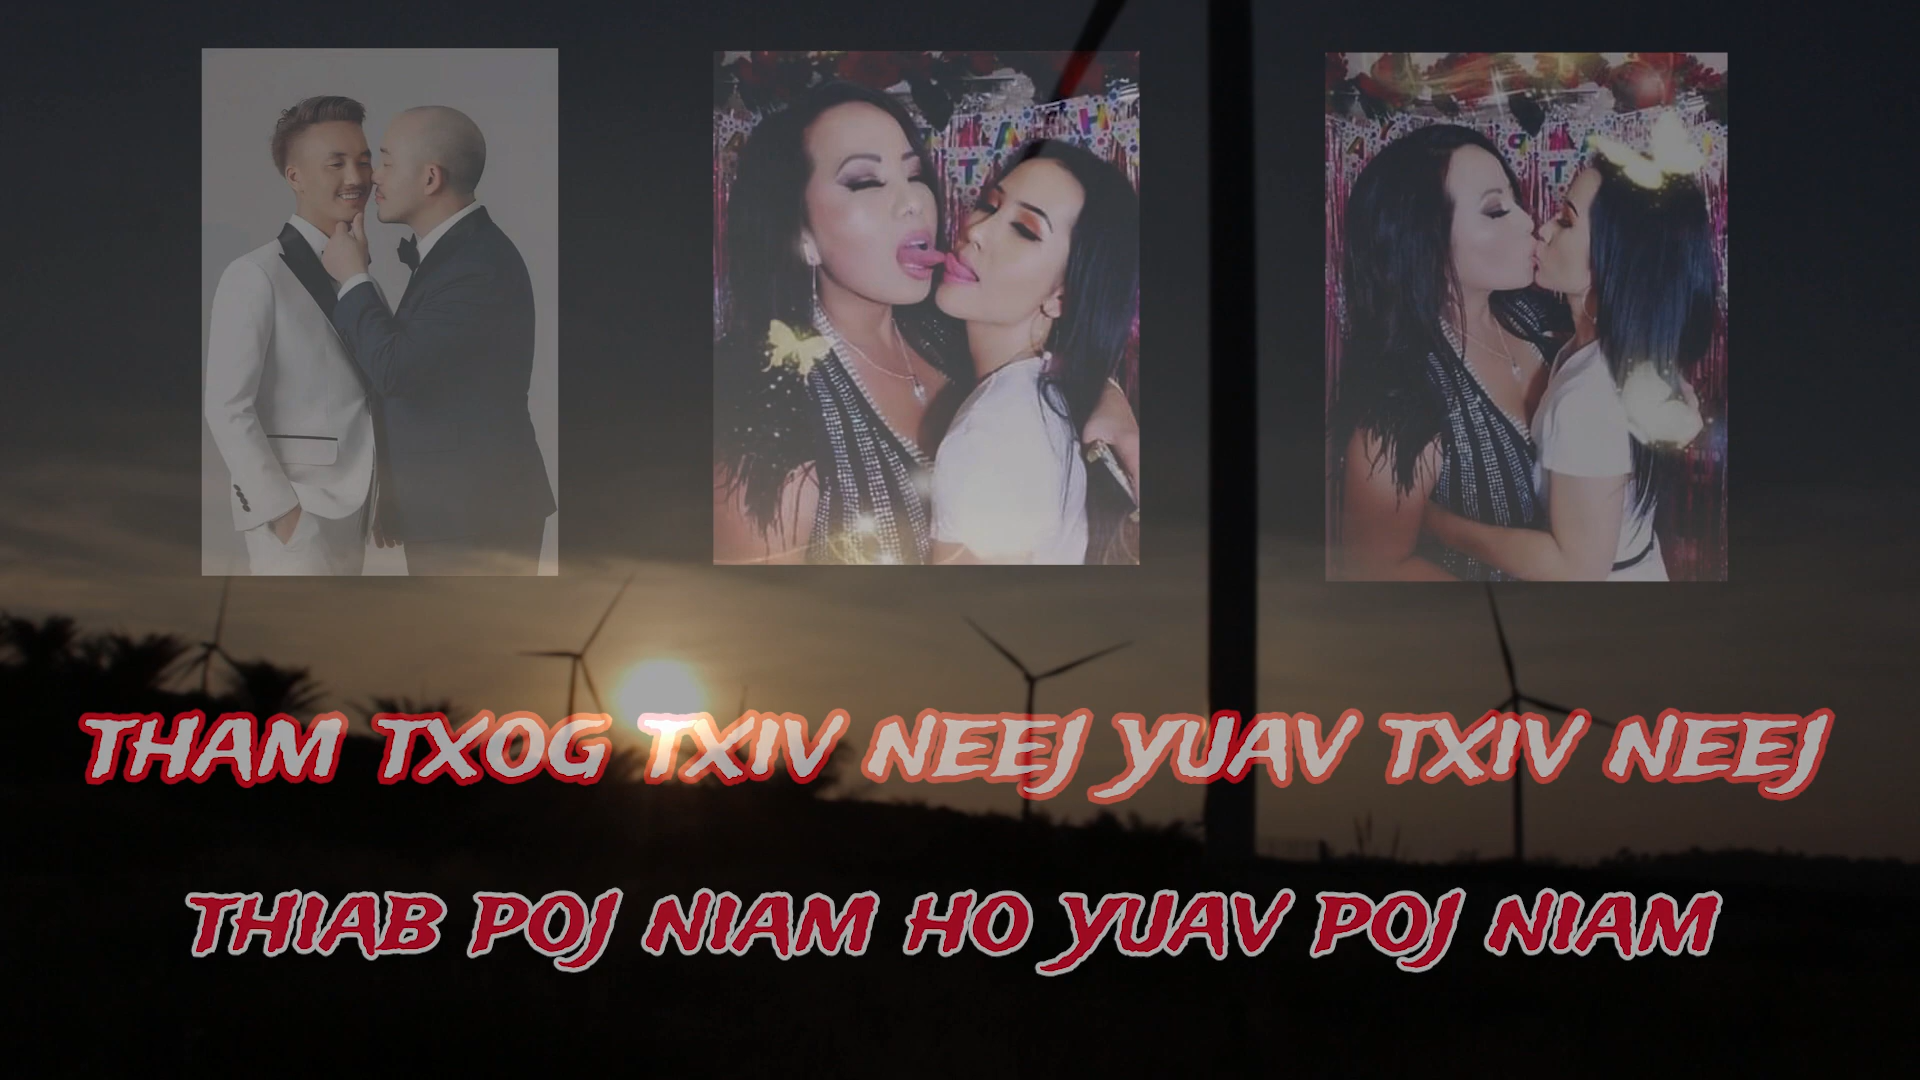 THAM TXOG TXIV NEEJ YUAV TXIV NEEJ
THIAB POJ NIAM HO YUAV POJ NIAM